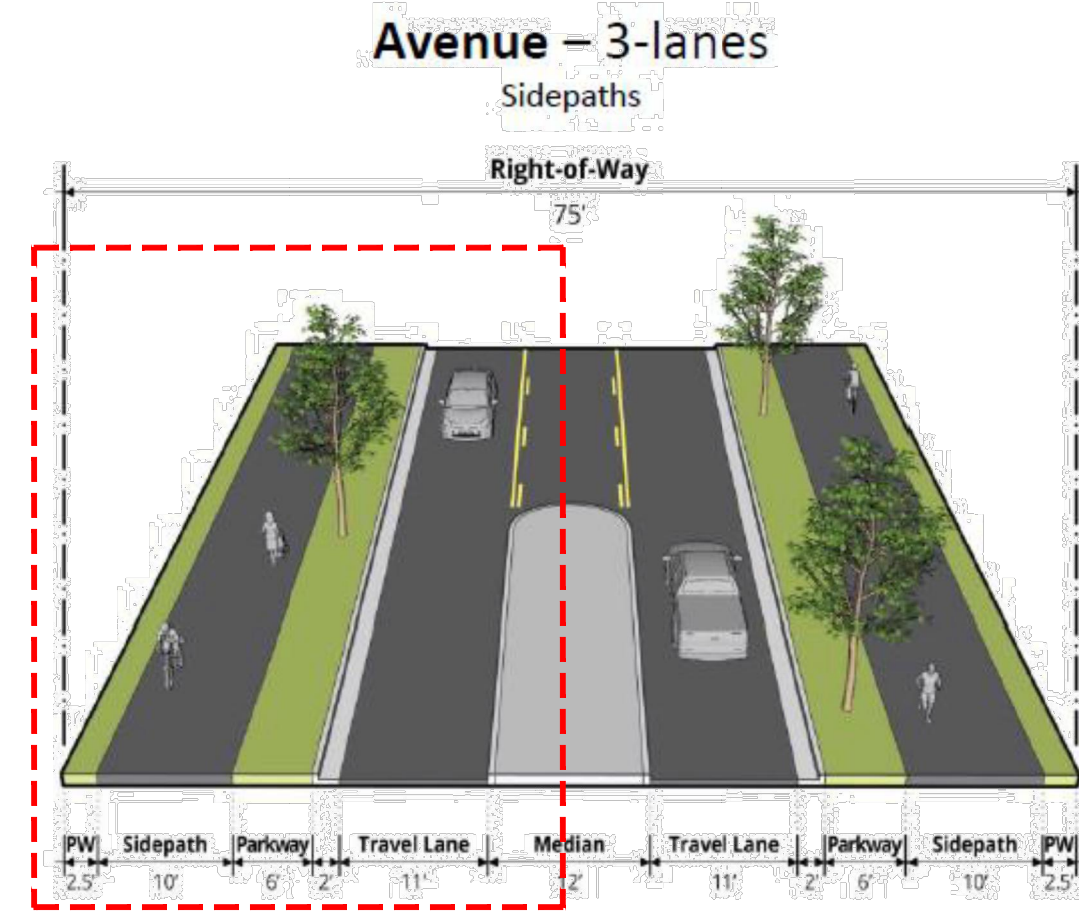 Avenue – 3-lanes
Sidepaths
Right-of-Way
75'
PW Sidepath Parkway Travel Lane Median Travel Lane Parkway Sidepath PW
2.5' 10' 6' 2' 11' 12' 11' 2' 6' 10' 2.5'